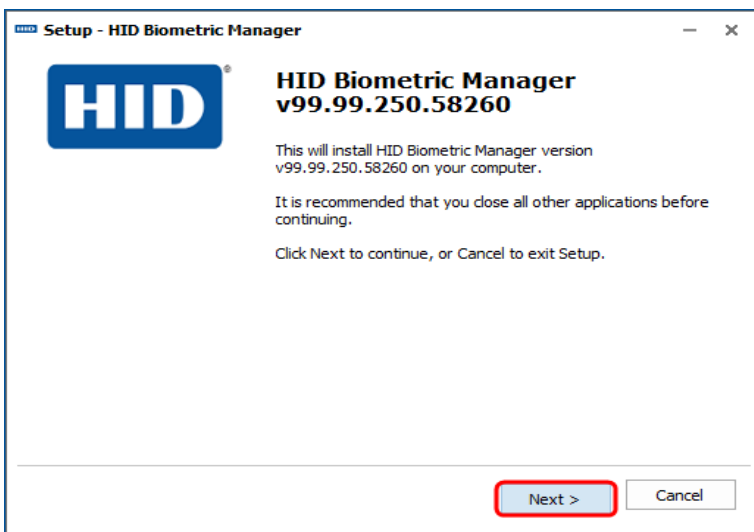 HID Setup - HID Biometric Manager
HID®
HID Biometric Manager
v99.99.250.58260
This will install HID Biometric Manager version
v99.99.250.58260 on your computer.
It is recommended that you close all other applications before
continuing.
Click Next to continue, or Cancel to exit Setup.
Next >
Cancel